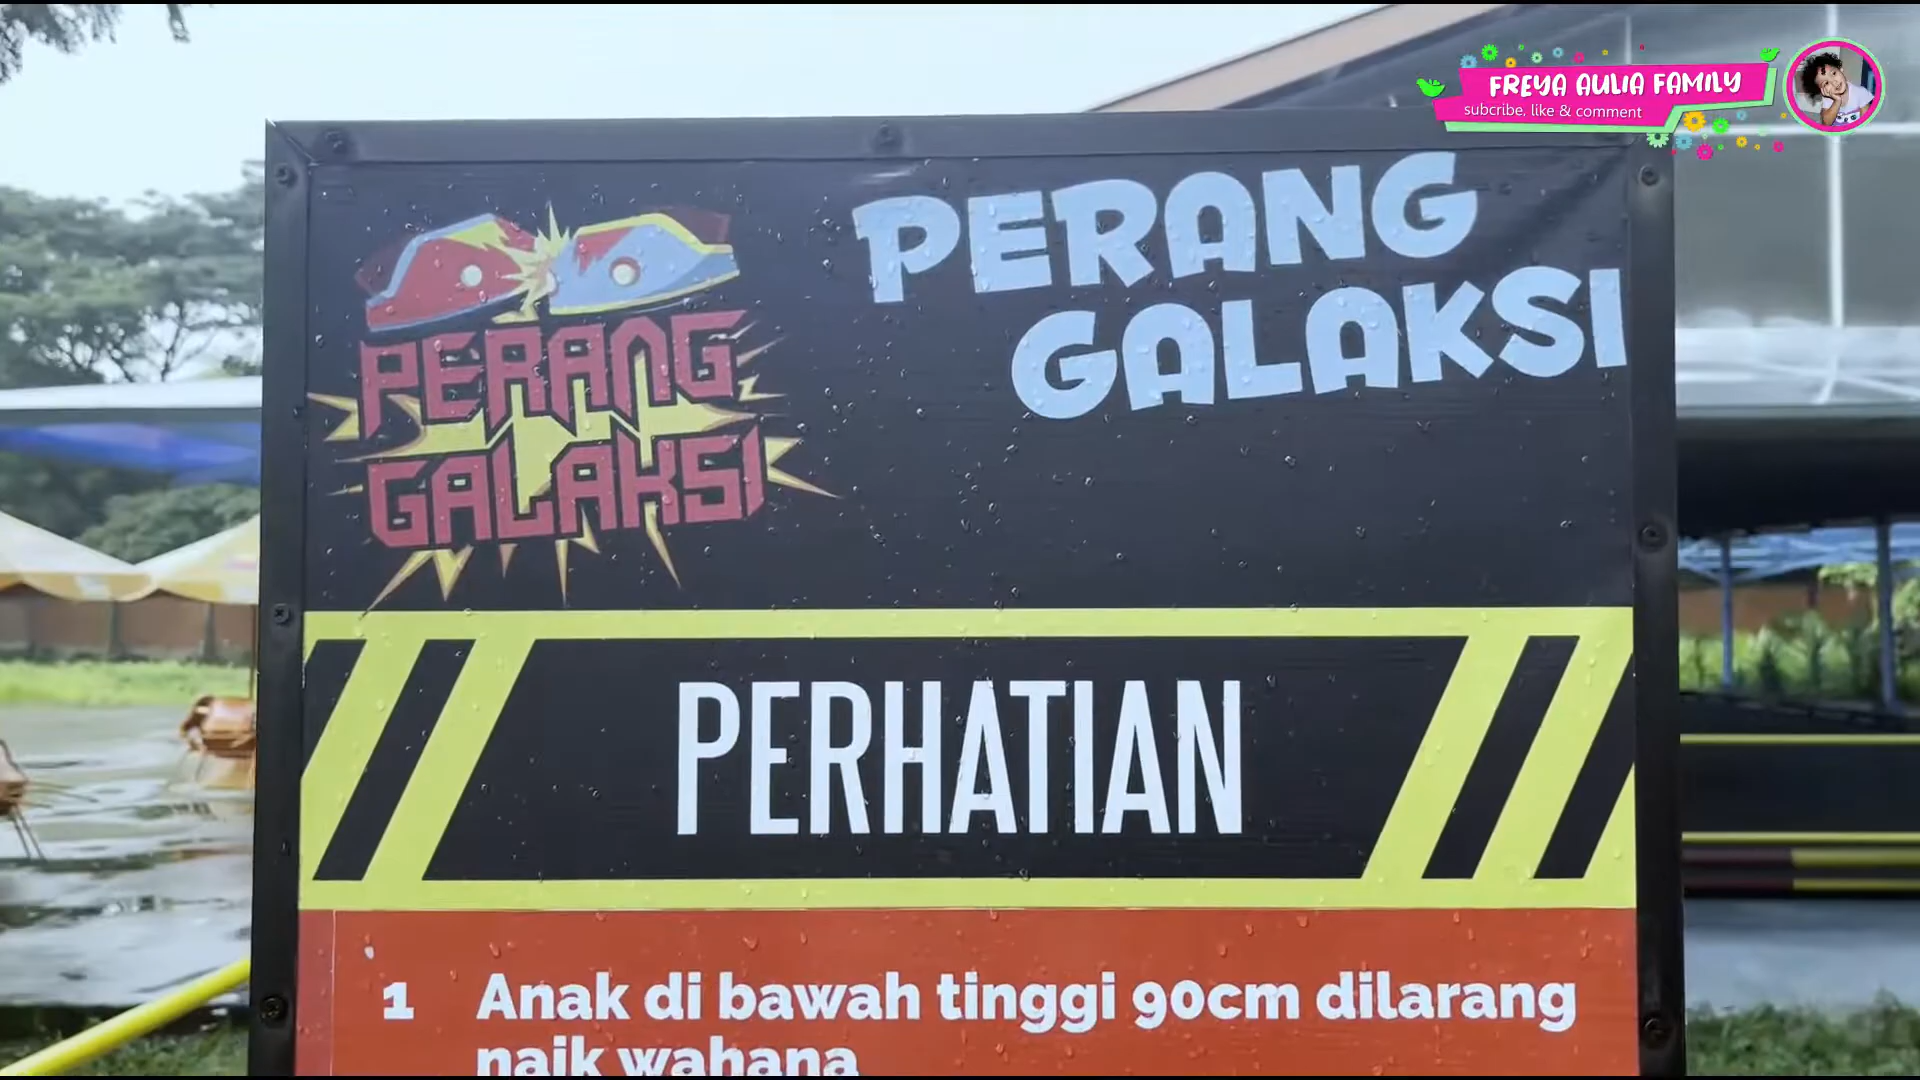 FREYA AULIA FAMILY
subcribe, like & comment
PERANG
GALAKSI
PERANG
GALAKSI
PERHATIAN
1 Anak di bawah tinggi 90cm dilarang
naik wahana